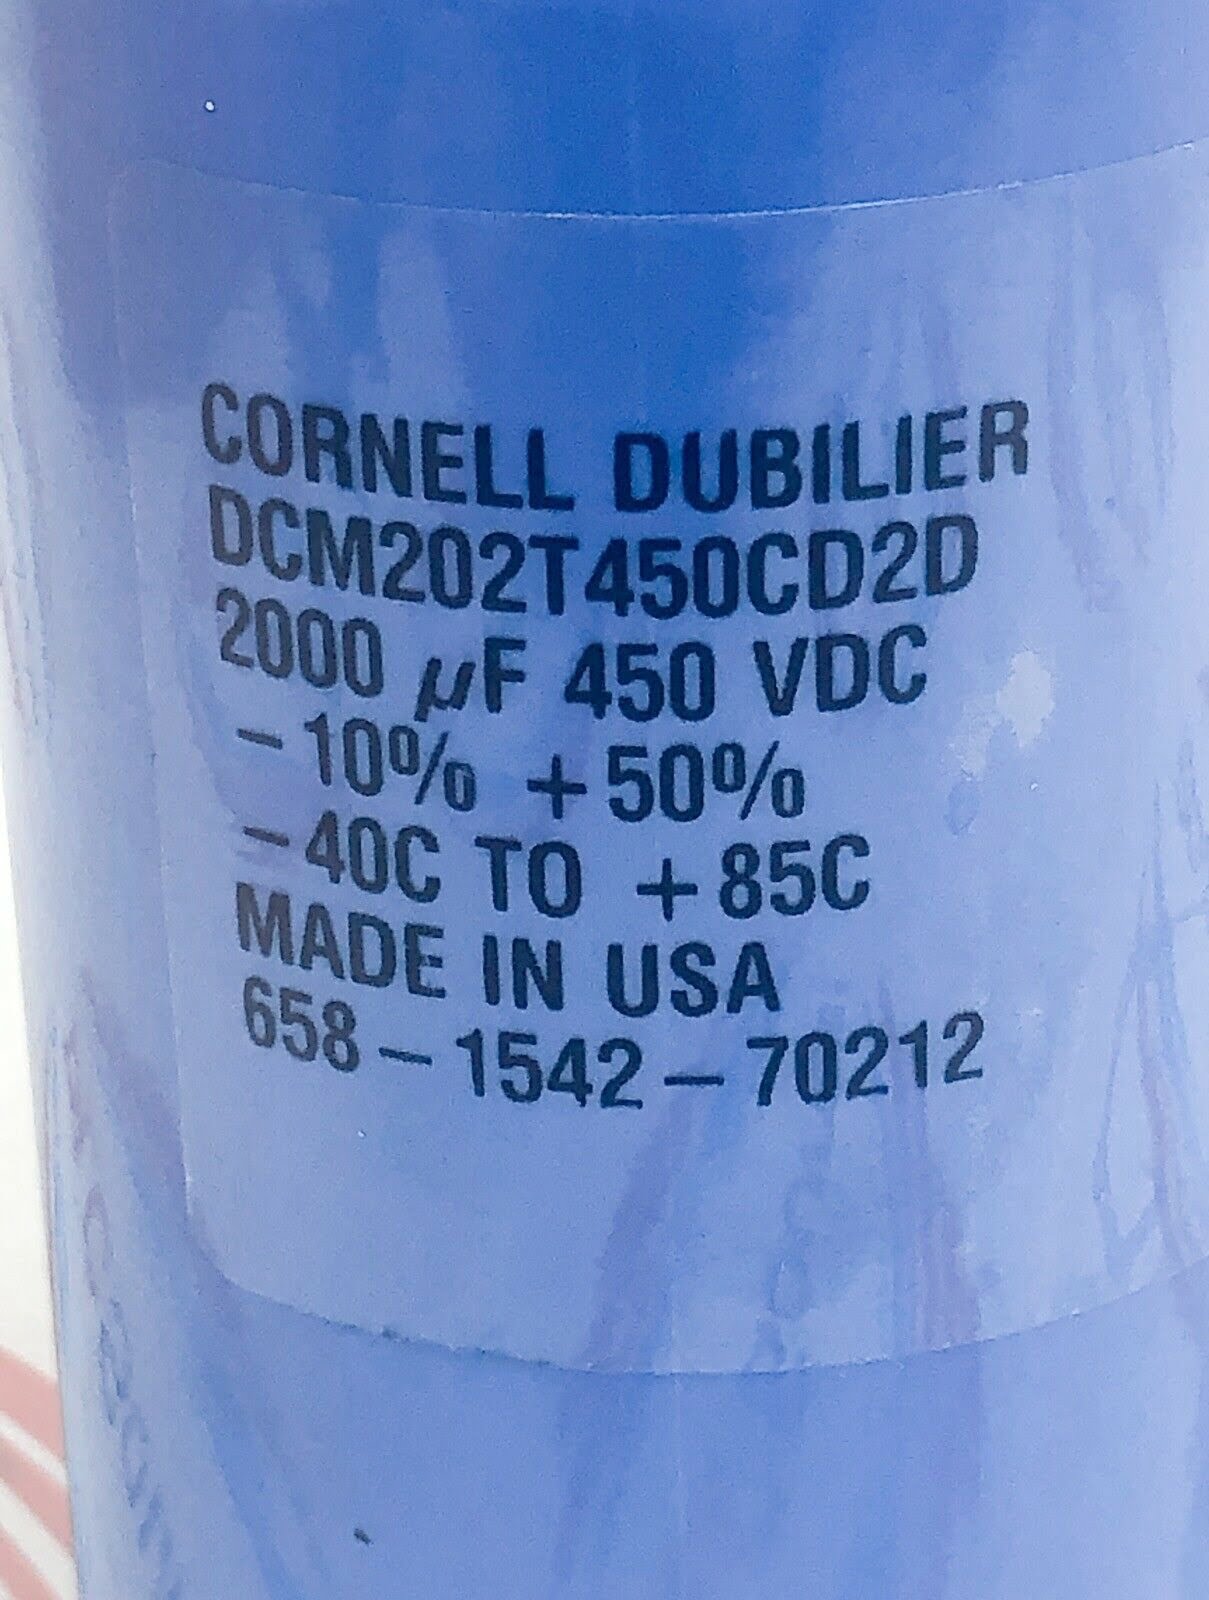 CORNELL DUBILIER
DCM202T450CD2D
2000 µF 450 VDC
-10% +50%
-40C TO +85C
MADE IN USA
658-1542-70212